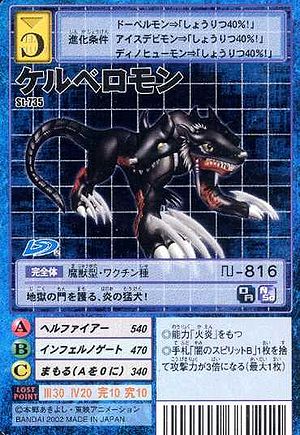 進化条件
ドーベルモン⇒「しょうりつ40%!」
アイスデビモン⇒「しょうりつ60%!」
ディノヒューモン⇒「しょうりつ40%!」
ケルベロモン
St-735
完全体
魔獣型・ワクチン種
-816
地獄の門を護る、炎の猛犬!
A ヘルファイアー 540
B インフェルノゲート 470
C まもる(Aを0に) 340
LOST POINT
III30 IV20 完10 究10
◎能力「火炎」をもつ
◎手札「闇のスピリットB」1枚を捨てて攻撃力が3倍になる(最大1枚)
©本郷あきよし・東映アニメーション
BANDAI 2002 MADE IN JAPAN